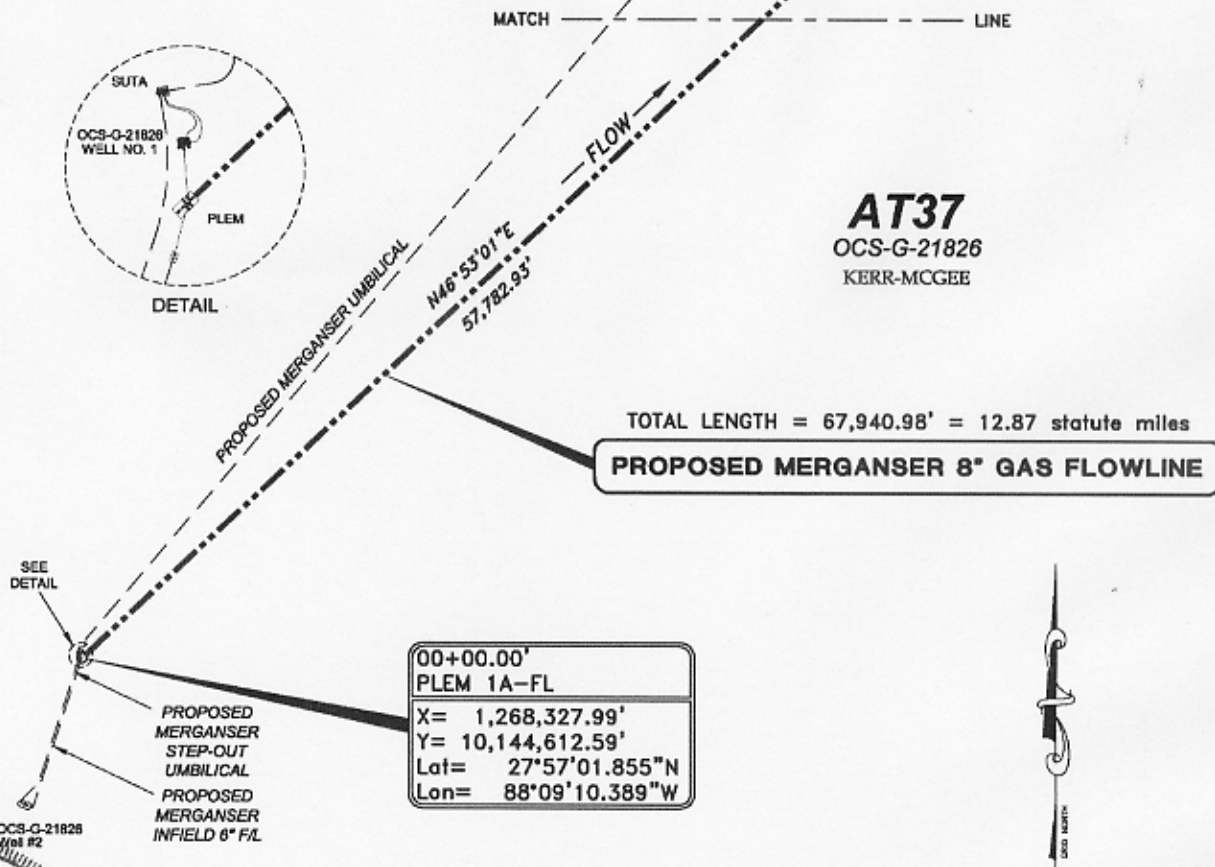 MATCH LINE
SUTA
OCS-G-21826
WELL NO. 1
PLEM
DETAIL
FLOW
AT37
OCS-G-21826
KERR-MCGEE
PROPOSED MERGANSER UMBILICAL
N46°53'01"E
57,782.93'
TOTAL LENGTH = 67,940.98' = 12.87 statute miles
PROPOSED MERGANSER 8" GAS FLOWLINE
SEE
DETAIL
00+00.00'
PLEM 1A-FL
X= 1,268,327.99'
Y= 10,144,612.59'
Lat= 27°57'01.855"N
Lon= 88°09'10.389"W
PROPOSED
MERGANSER
STEP-OUT
UMBILICAL
PROPOSED
MERGANSER
INFIELD 6" F/L
OCS-G-21826
Well #2
GRID NORTH